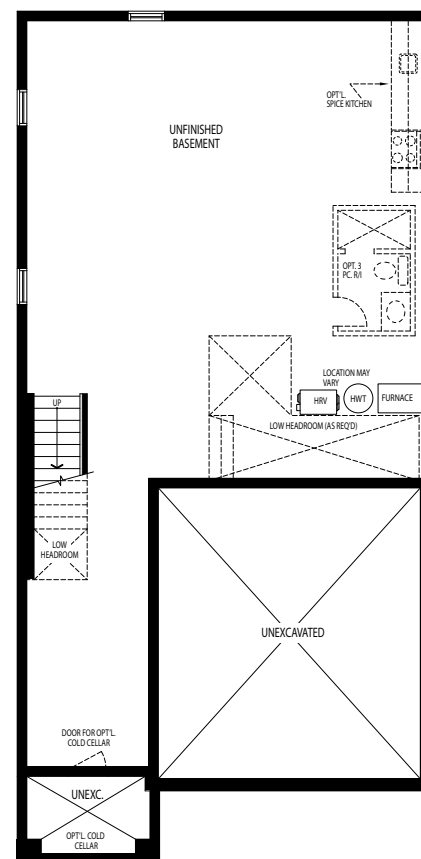 OPT'L.
SPICE KITCHEN
UNFINISHED
BASEMENT
OPT. 3
PC. R/I
LOCATION MAY
VARY
HRV
HWT
FURNACE
UP
LOW HEADROOM (AS REQ'D)
LOW
HEADROOM
UNEXCAVATED
DOOR FOR OPT'L.
COLD CELLAR
UNEXC.
OPT'L. COLD
CELLAR